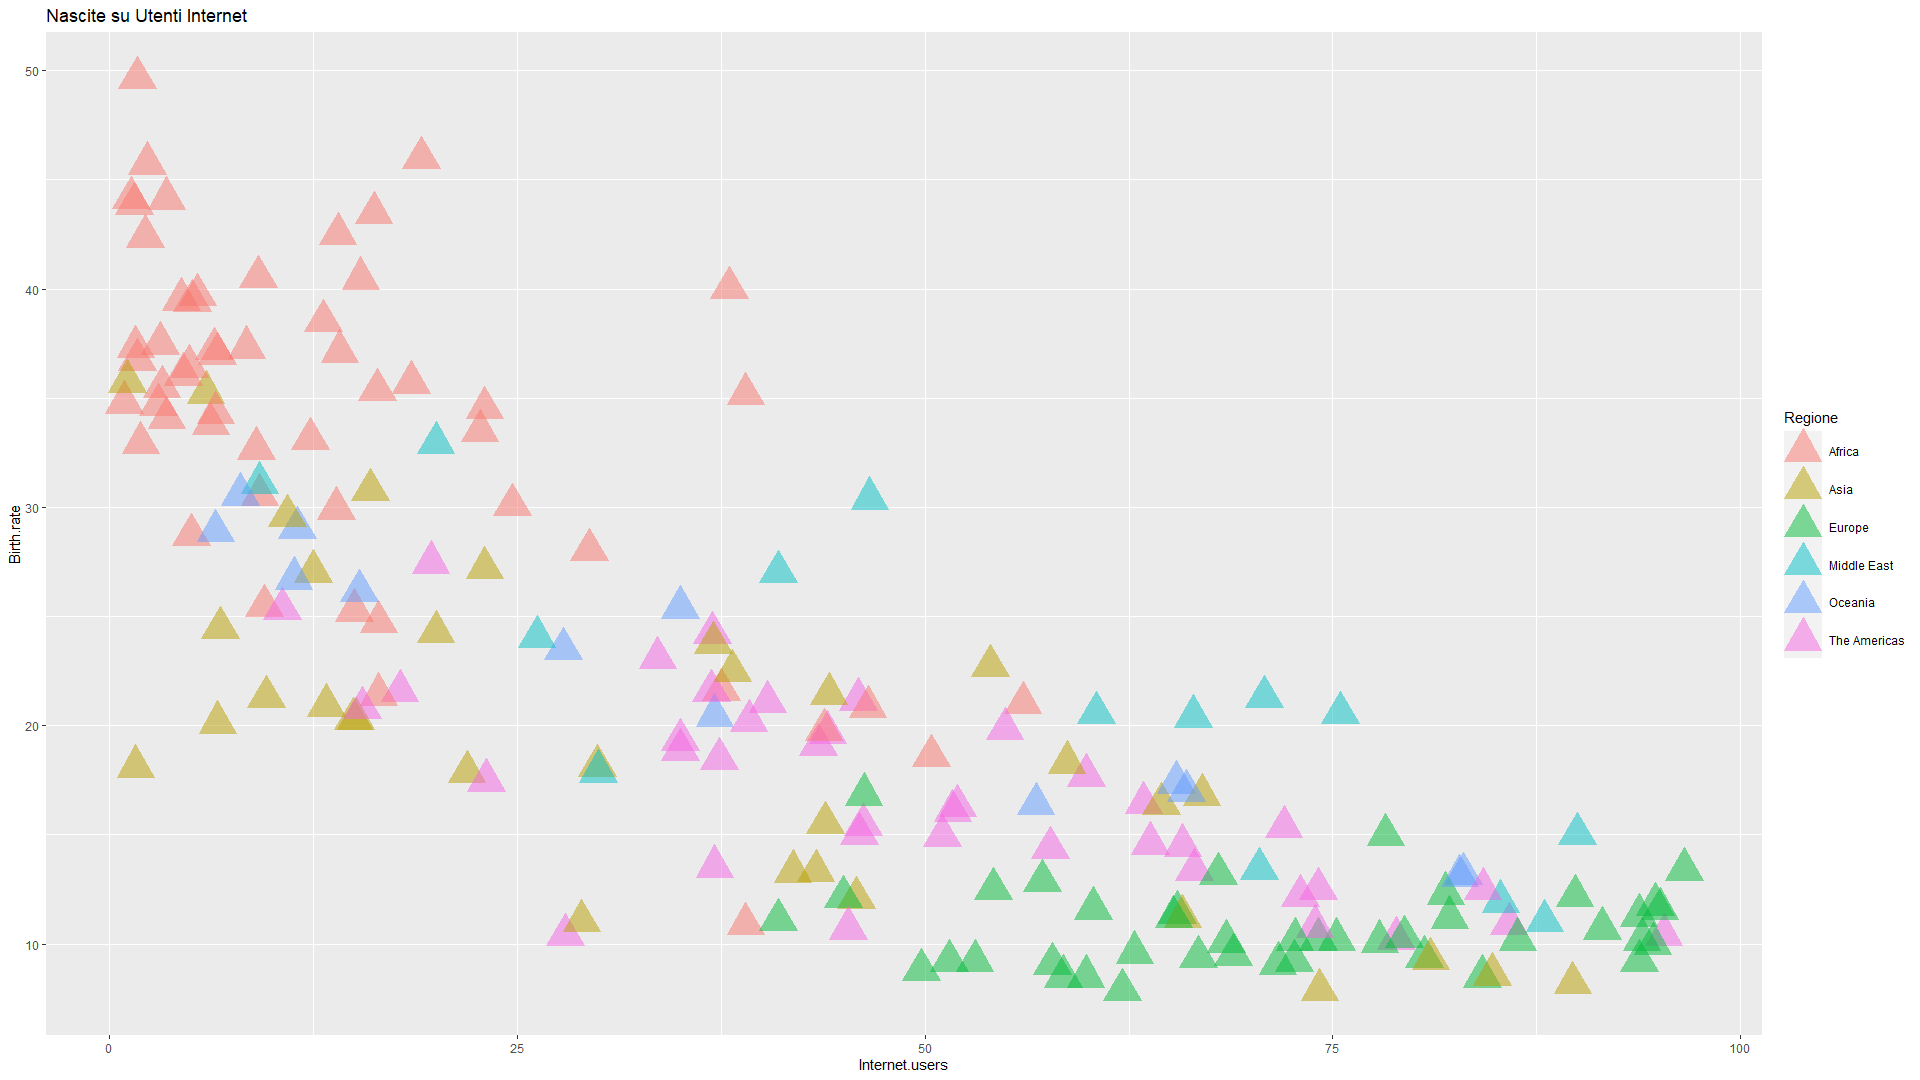 Nascite su Utenti Internet
50
40
30
20
10
Birth.rate
0
25
50
75
100
Internet.users
Regione
Africa
Asia
Europe
Middle East
Oceania
The Americas